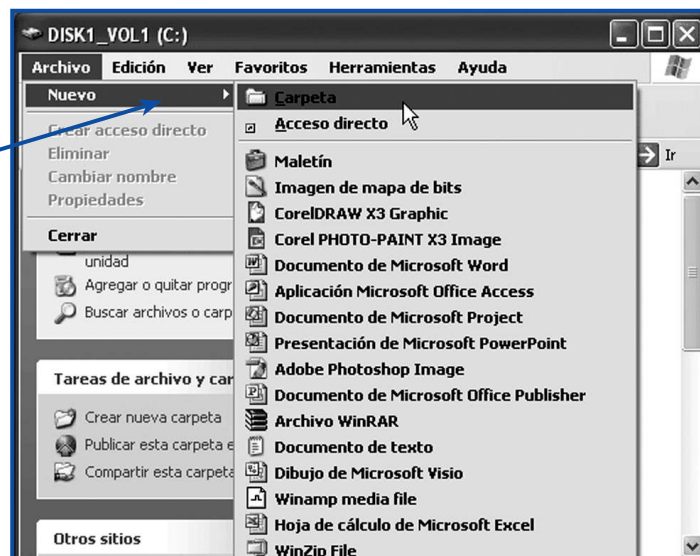 DISK1_VOL1 (C:)
Archivo Edición Ver Favoritos Herramientas Ayuda
Nuevo
Crear acceso directo
Eliminar
Cambiar nombre
Propiedades
Cerrar
Carpeta
Acceso directo
Maletín
Imagen de mapa de bits
CorelDRAW X3 Graphic
Corel PHOTO-PAINT X3 Image
Documento de Microsoft Word
Aplicación Microsoft Office Access
Documento de Microsoft Project
Presentación de Microsoft PowerPoint
Adobe Photoshop Image
Documento de Microsoft Office Publisher
Archivo WinRAR
Documento de texto
Dibujo de Microsoft Visio
Winamp media file
Hoja de cálculo de Microsoft Excel
WinZip File
Ir
unidad
Agregar o quitar progr
Buscar archivos o carp
Tareas de archivo y car
Crear nueva carpeta
Publicar esta carpeta e
Compartir esta carpeta
Otros sitios